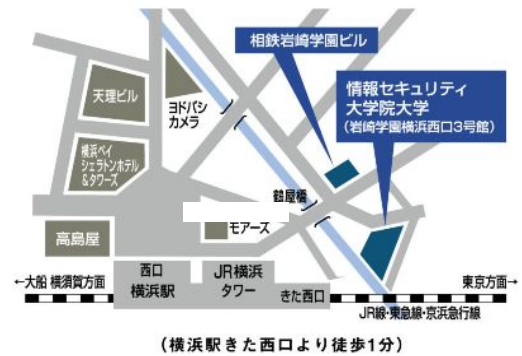 相鉄岩崎学園ビル
情報セキュリティ
大学院大学
(岩崎学園横浜西口3号館)
天理ビル
ヨドバシ
カメラ
横浜ベイ
シェラトンホテル
&タワーズ
鶴屋橋
モアーズ
高島屋
西口
横浜駅
JR横浜
タワー
きた西口
←大船 横須賀方面
東京方面→
JR線・東急線・京浜急行線
(横浜駅きた西口より徒歩1分)